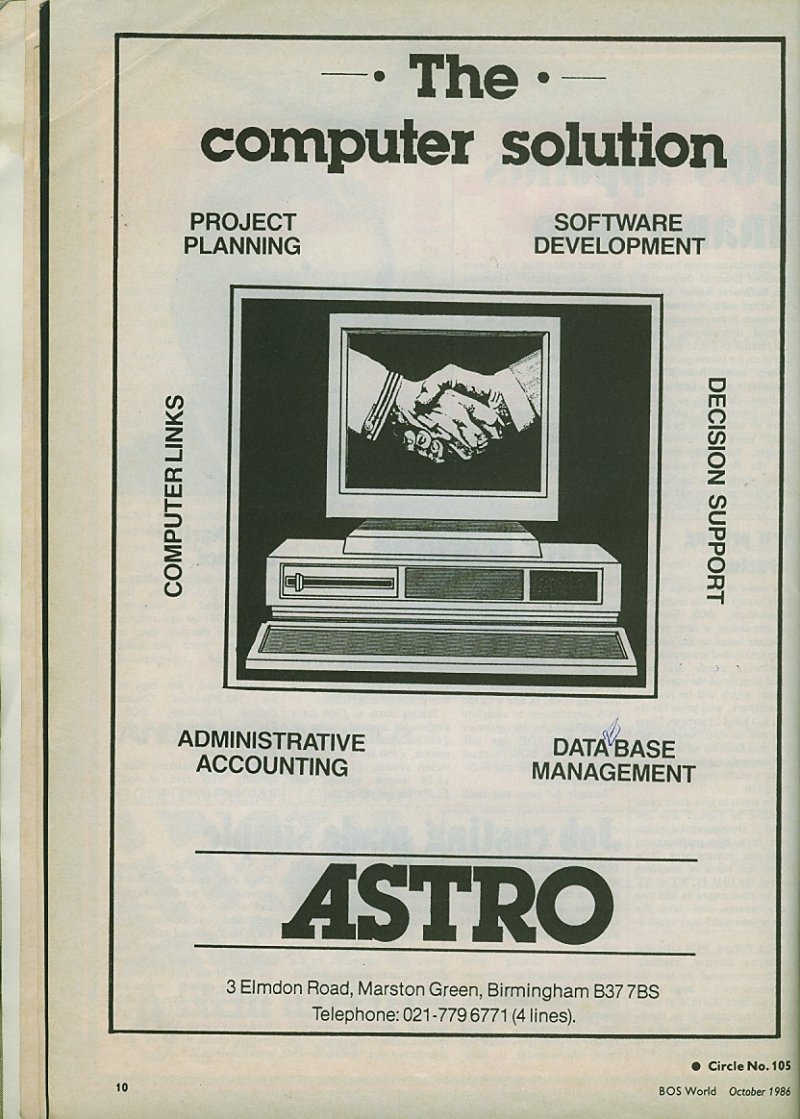 The
computer solution
PROJECT
PLANNING
SOFTWARE
DEVELOPMENT
COMPUTER LINKS
DECISION SUPPORT
ADMINISTRATIVE
ACCOUNTING
DATA BASE
MANAGEMENT
ASTRO
3 Elmdon Road, Marston Green, Birmingham B37 7BS
Telephone: 021-779 6771 (4 lines).
● Circle No. 105
10
BOS World October 1986